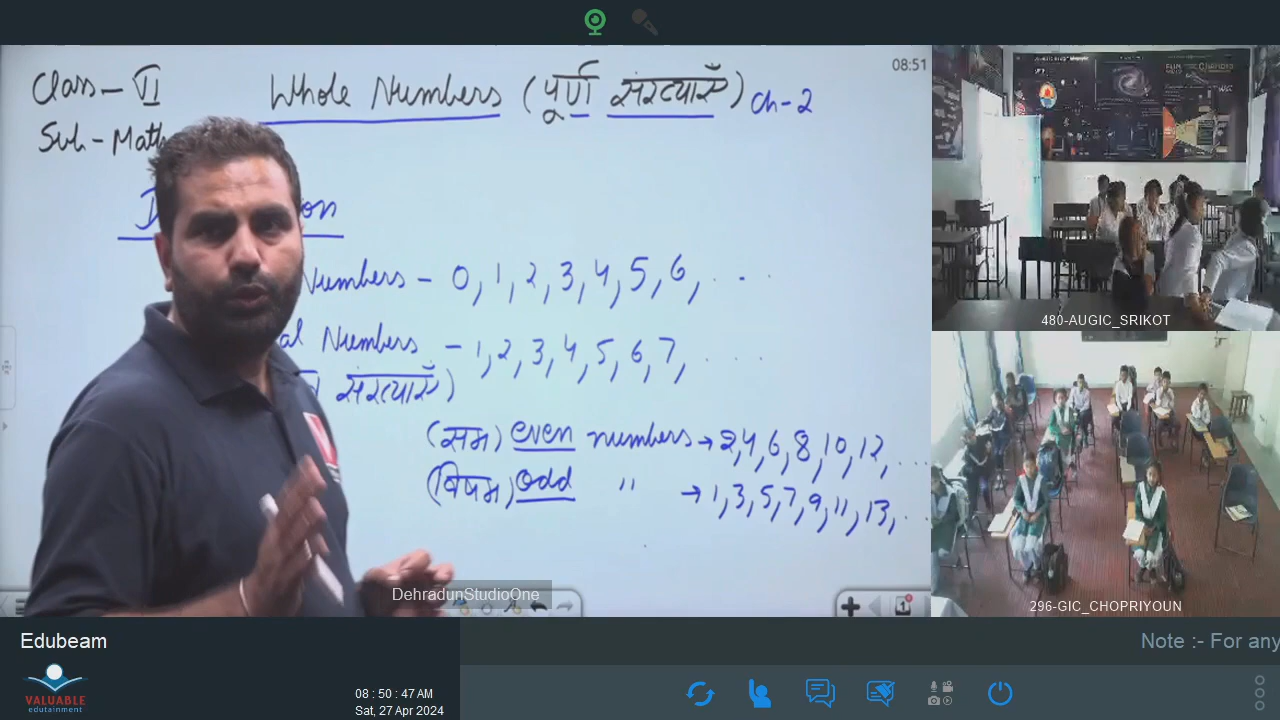 08:51
Class - VI
Whole Numbers (पूर्ण संख्याएँ) Ch-2
Sub - Math
on
Numbers - 0, 1, 2, 3, 4, 5, 6, . . .
al Numbers - 1, 2, 3, 4, 5, 6, 7, . . . .
संख्याएँ)
(सम) even numbers → 2, 4, 6, 8, 10, 12, . . . .
(विषम) odd " → 1, 3, 5, 7, 9, 11, 13, . . .
DehradunStudioOne
1
480-AUGIC_SRIKOT
296-GIC_CHOPRIYOUN
Edubeam
Note :- For any
VALUABLE
edutainment
08 : 50 : 47 AM
Sat, 27 Apr 2024